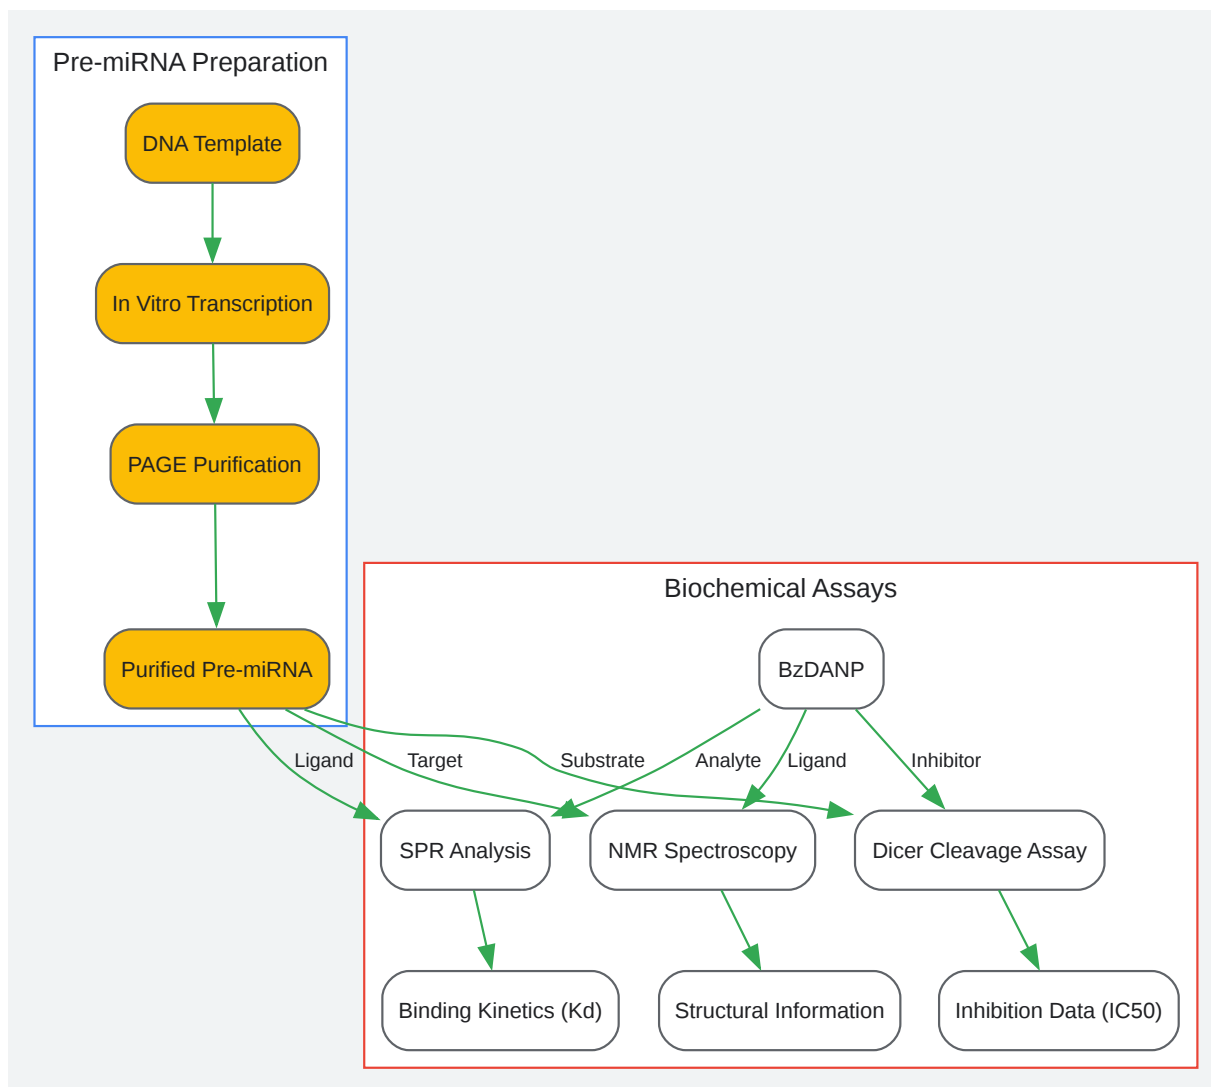 Pre-miRNA Preparation
DNA Template
In Vitro Transcription
PAGE Purification
Biochemical Assays
Purified Pre-miRNA
BzDANP
Ligand
Target
Substrate
Analyte
Ligand
Inhibitor
SPR Analysis
NMR Spectroscopy
Dicer Cleavage Assay
Binding Kinetics (Kd)
Structural Information
Inhibition Data (IC50)